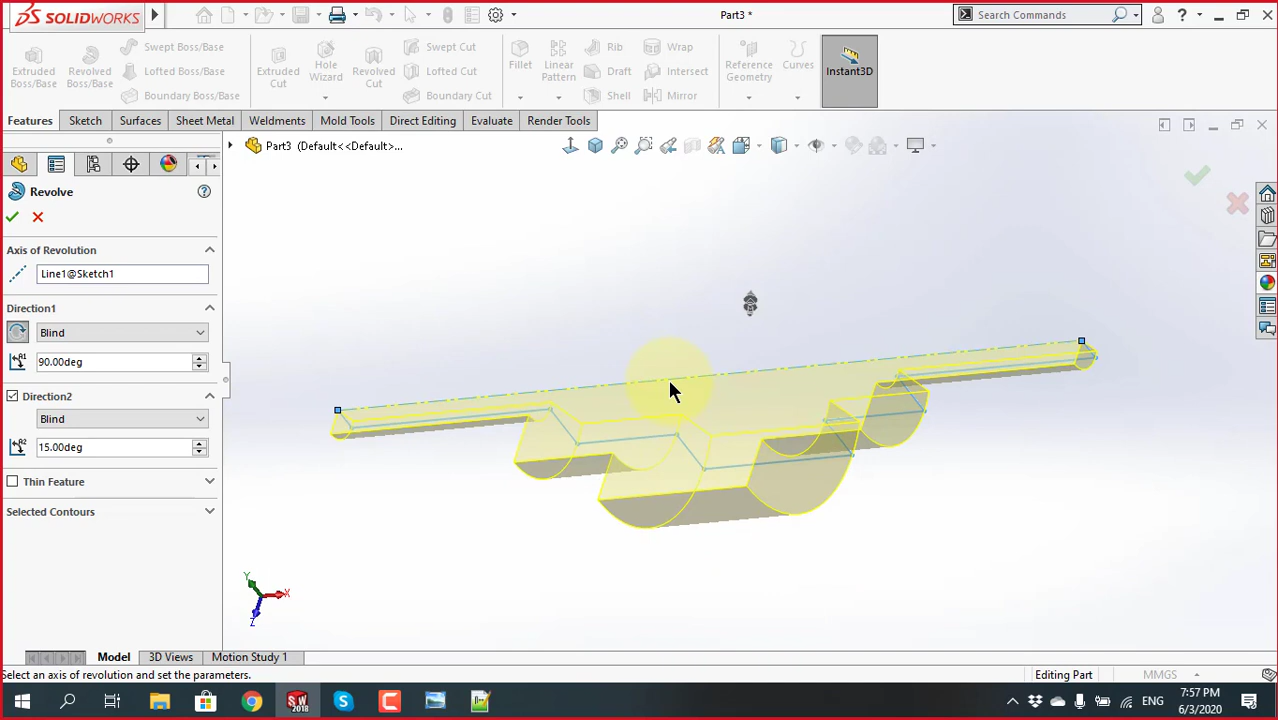 SOLIDWORKS
Part3 *
Search Commands
?
Extruded Boss/Base
Revolved Boss/Base
Swept Boss/Base
Lofted Boss/Base
Boundary Boss/Base
Extruded Cut
Hole Wizard
Revolved Cut
Swept Cut
Lofted Cut
Boundary Cut
Fillet
Linear Pattern
Rib
Draft
Shell
Wrap
Intersect
Mirror
Reference Geometry
Curves
Instant3D
Features
Sketch
Surfaces
Sheet Metal
Weldments
Mold Tools
Direct Editing
Evaluate
Render Tools
Part3 (Default<<Default>...
Revolve
?
Axis of Revolution
Line1@Sketch1
Direction1
Blind
90.00deg
Direction2
Blind
15.00deg
Thin Feature
Selected Contours
Y
X
Z
Model
3D Views
Motion Study 1
Select an axis of revolution and set the parameters.
Editing Part
MMGS
SW
2018
S
C
ENG
7:57 PM
6/3/2020